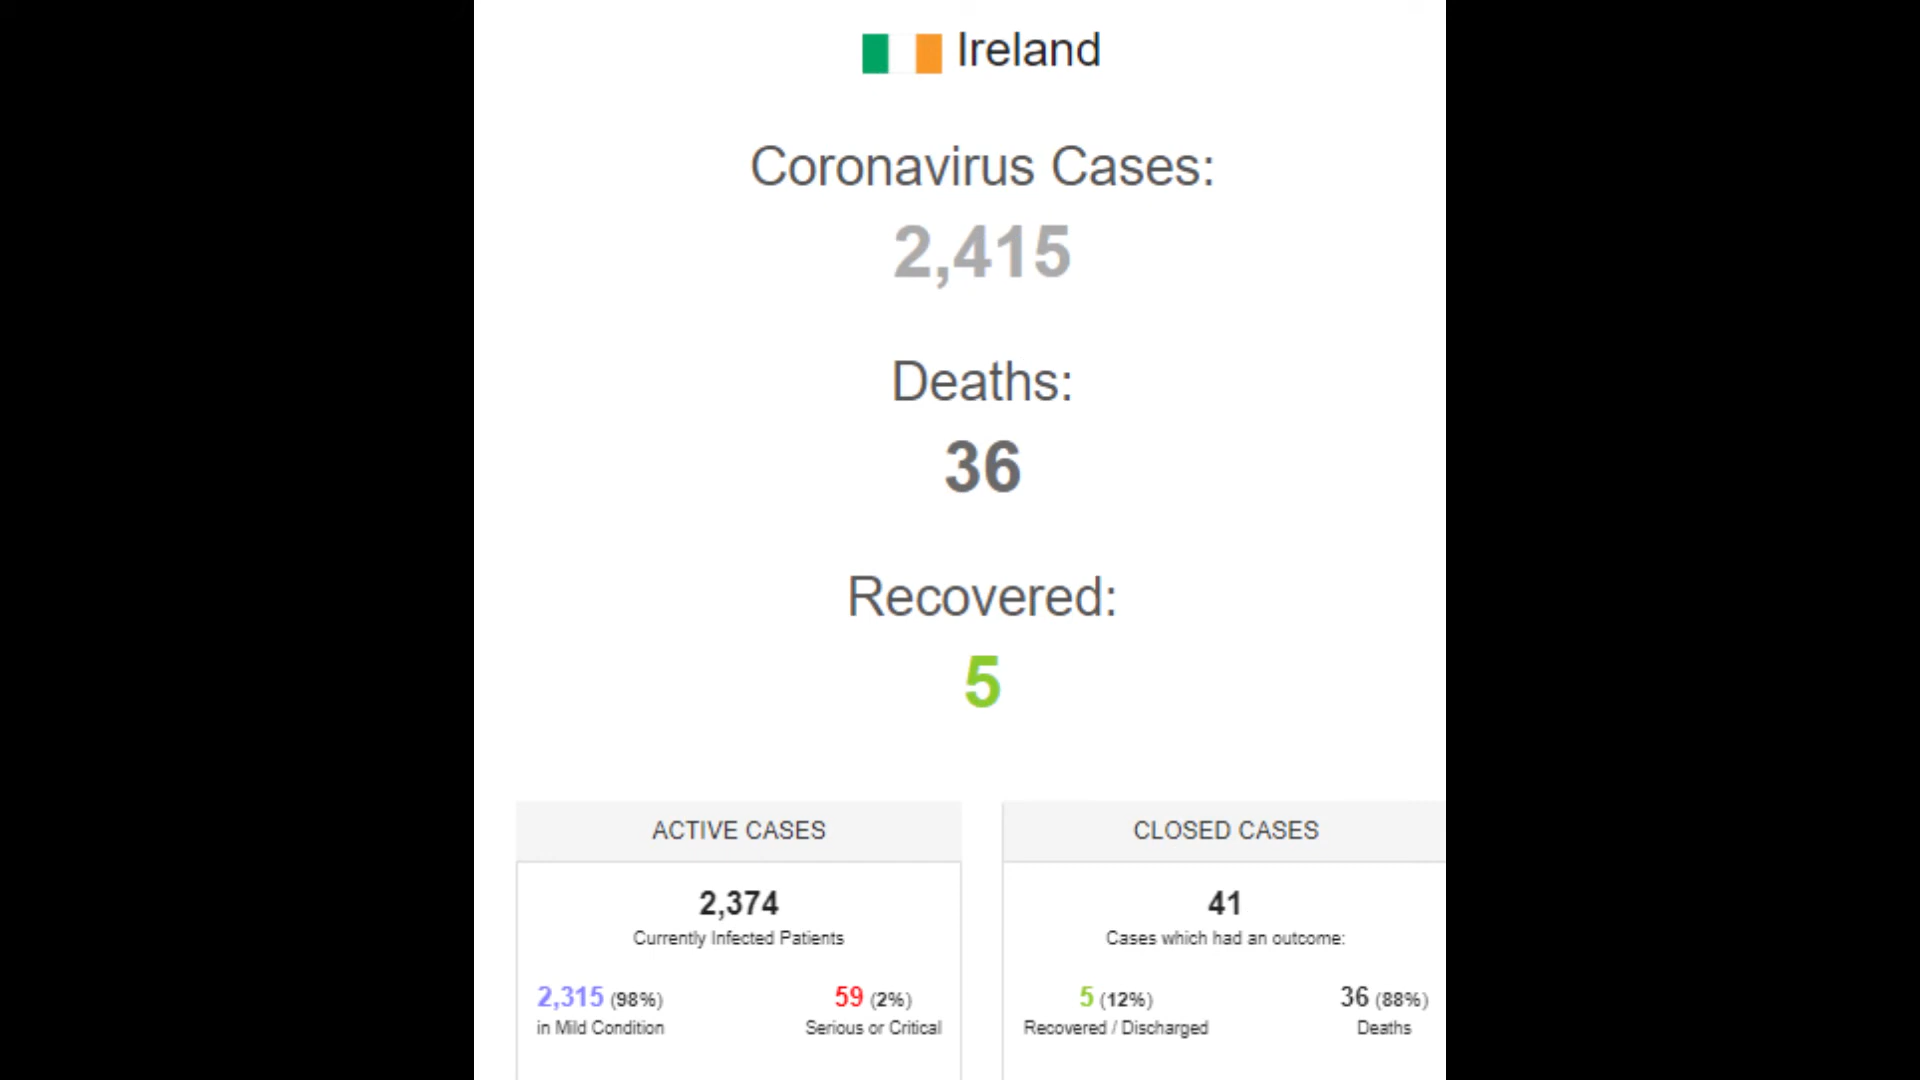 Ireland
Coronavirus Cases:
2,415
Deaths:
36
Recovered:
5
ACTIVE CASES
2,374
Currently Infected Patients
2,315 (98%)
in Mild Condition
59 (2%)
Serious or Critical
CLOSED CASES
41
Cases which had an outcome:
5 (12%)
Recovered / Discharged
36 (88%)
Deaths